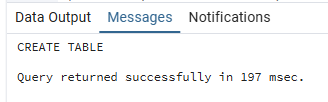 Data Output Messages Notifications
CREATE TABLE
Query returned successfully in 197 msec.